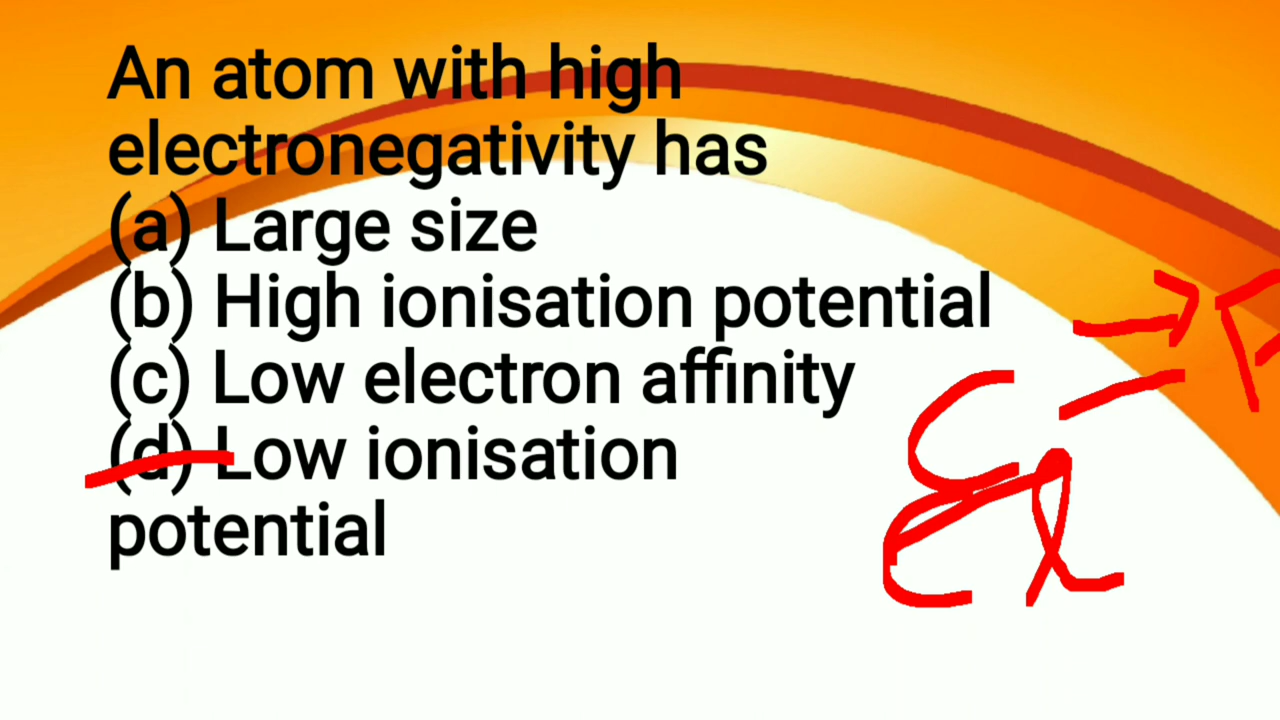 An atom with high
electronegativity has
(a) Large size
(b) High ionisation potential
(c) Low electron affinity
(d) Low ionisation
potential